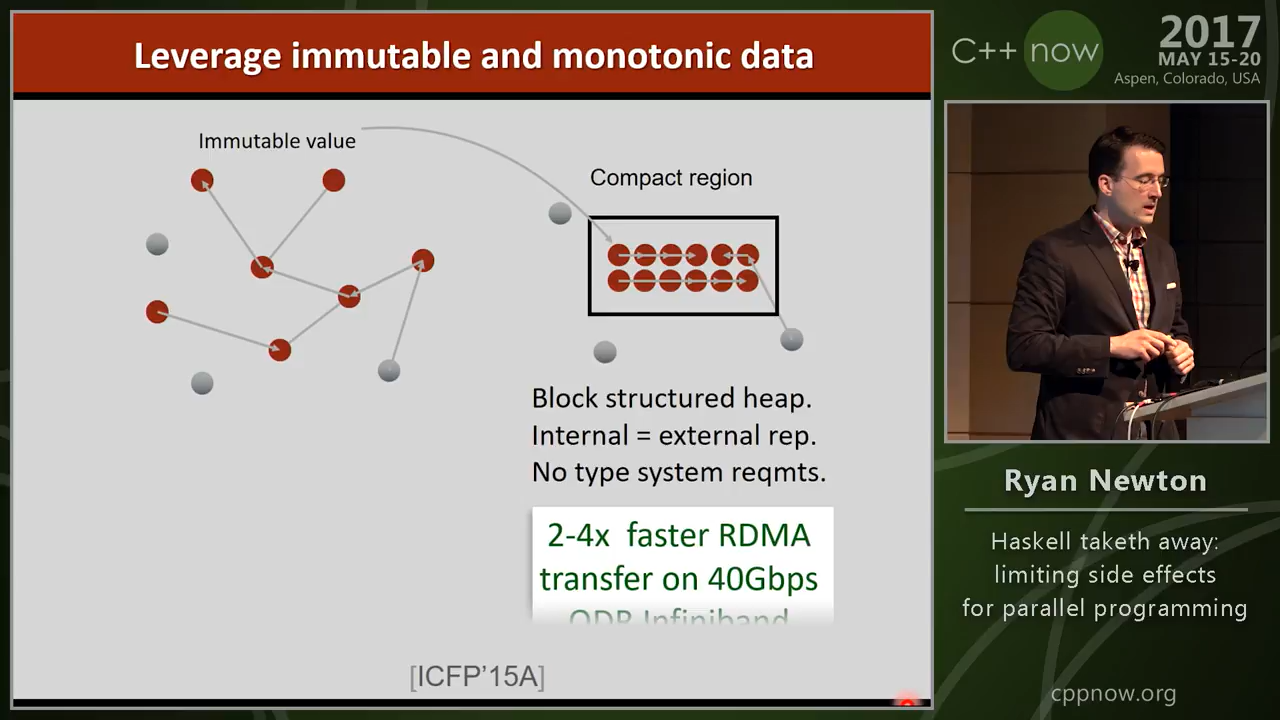 Leverage immutable and monotonic data
Immutable value
Compact region
Block structured heap.
Internal = external rep.
No type system reqmts.
2-4x faster RDMA
transfer on 40Gbps
QDR Infiniband
[ICFP'15A]
C++ now
2017
MAY 15-20
Aspen, Colorado, USA
Ryan Newton
Haskell taketh away:
limiting side effects
for parallel programming
cppnow.org